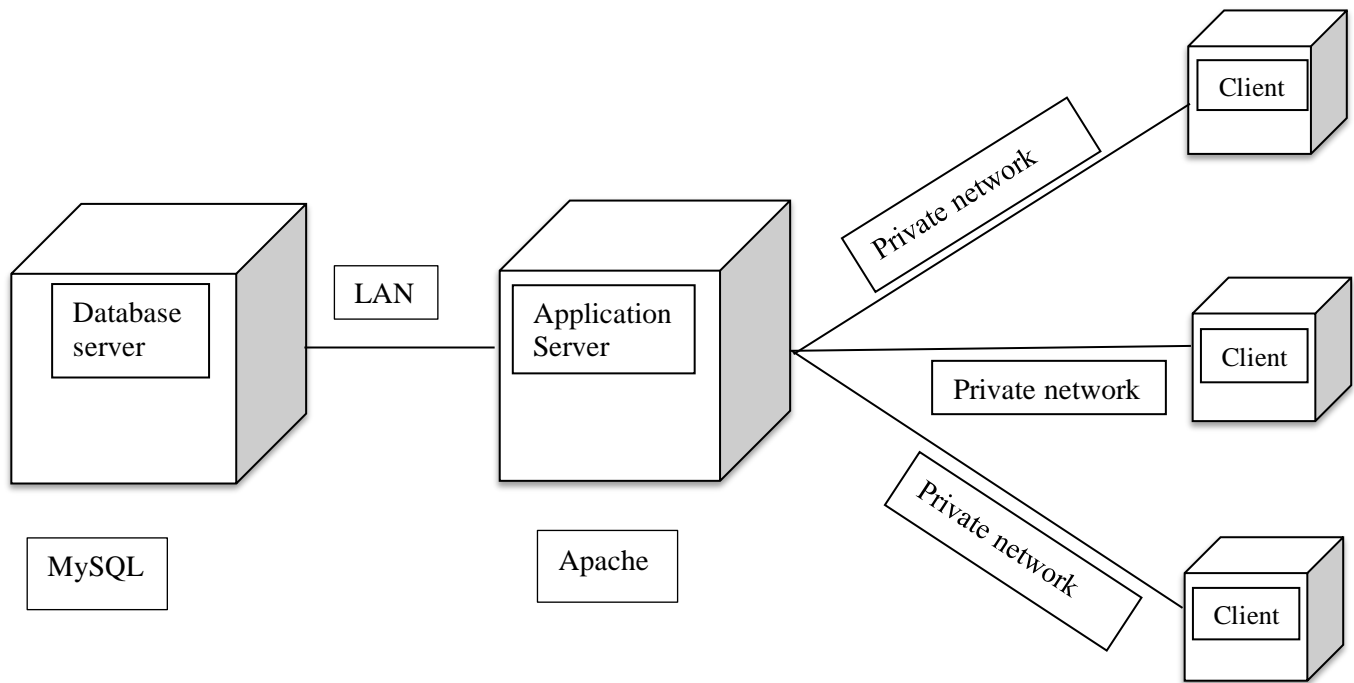 Client
Private network
Database
server
LAN
Application
Server
Client
Private network
Private network
MySQL
Apache
Client